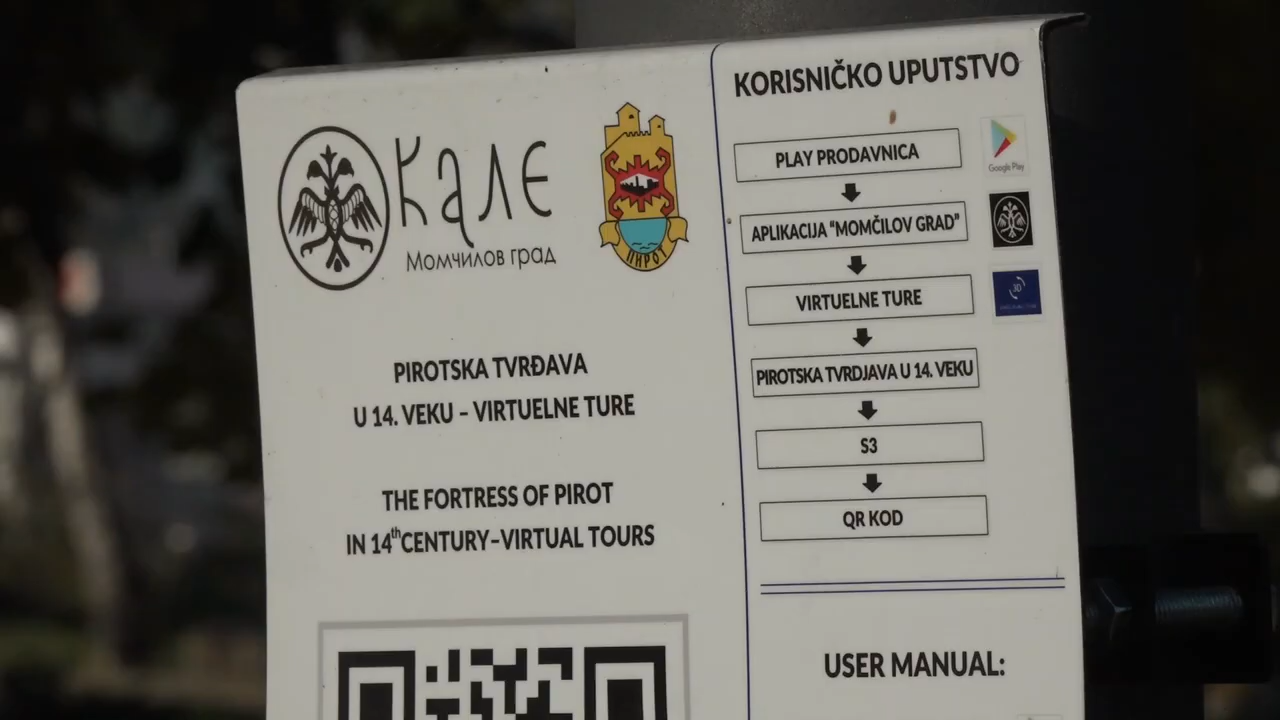 Кале
Момчилов град
ПИРОТ
PIROTSKA TVRĐAVA
U 14. VEKU – VIRTUELNE TURE
THE FORTRESS OF PIROT
IN 14th CENTURY–VIRTUAL TOURS
KORISNIČKO UPUTSTVO
PLAY PRODAVNICA
Google Play
APLIKACIJA “MOMČILOV GRAD”
VIRTUELNE TURE
3D
PIROTSKA TVRDJAVA U 14. VEKU
S3
QR KOD
USER MANUAL: